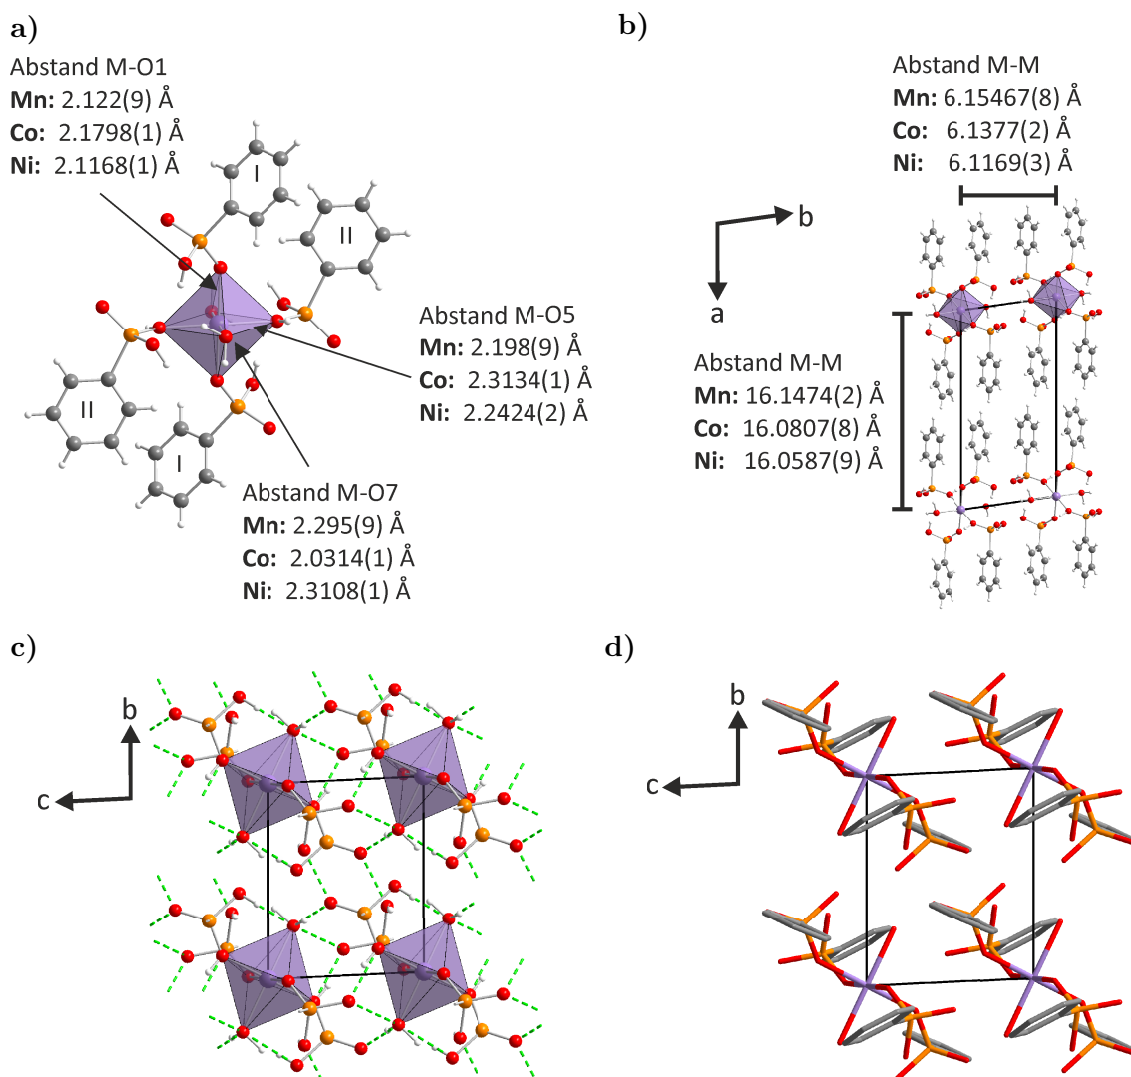 a)
Abstand M-O1
Mn: 2.122(9) Å
Co: 2.1798(1) Å
Ni: 2.1168(1) Å
I
II
II
I
Abstand M-O5
Mn: 2.198(9) Å
Co: 2.3134(1) Å
Ni: 2.2424(2) Å
Abstand M-O7
Mn: 2.295(9) Å
Co: 2.0314(1) Å
Ni: 2.3108(1) Å
b)
Abstand M-M
Mn: 6.15467(8) Å
Co: 6.1377(2) Å
Ni: 6.1169(3) Å
b
a
Abstand M-M
Mn: 16.1474(2) Å
Co: 16.0807(8) Å
Ni: 16.0587(9) Å
c)
b
c
d)
b
c